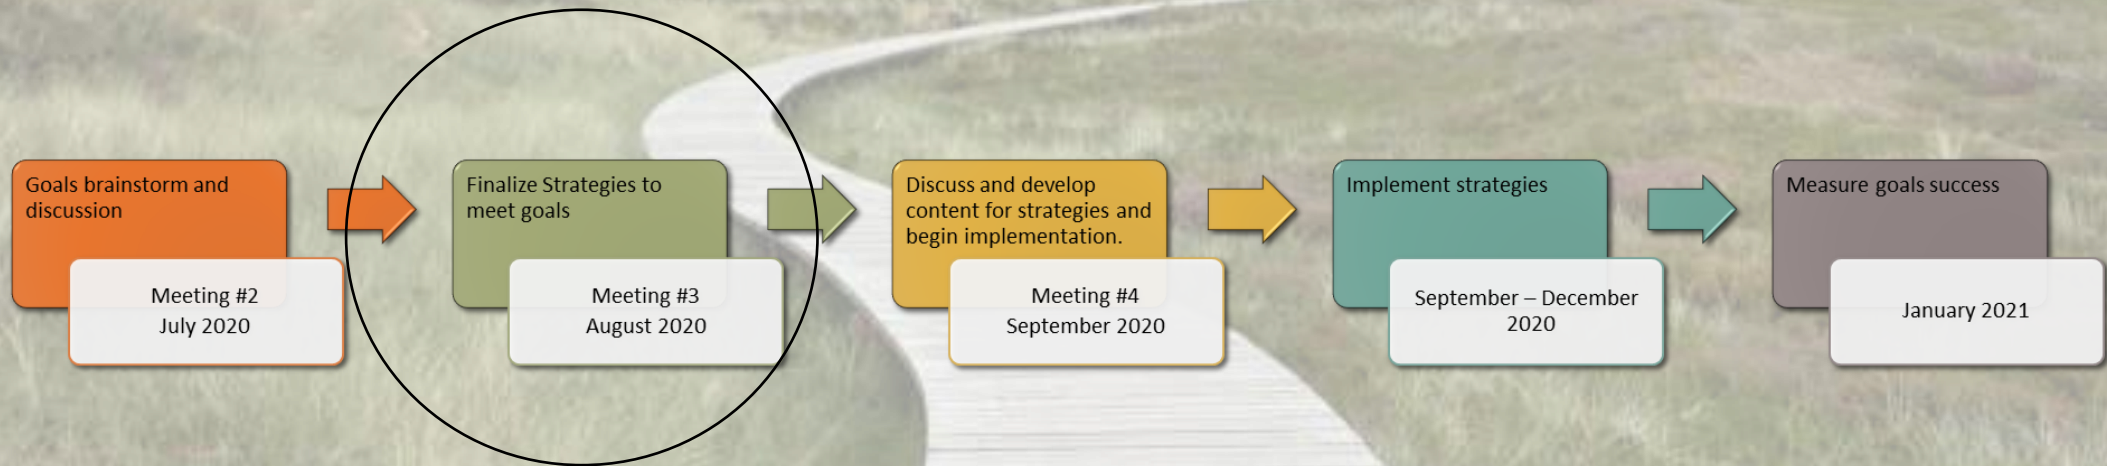 Goals brainstorm and
discussion
Meeting #2
July 2020
Finalize Strategies to
meet goals
Meeting #3
August 2020
Discuss and develop
content for strategies and
begin implementation.
Meeting #4
September 2020
Implement strategies
September – December
2020
Measure goals success
January 2021